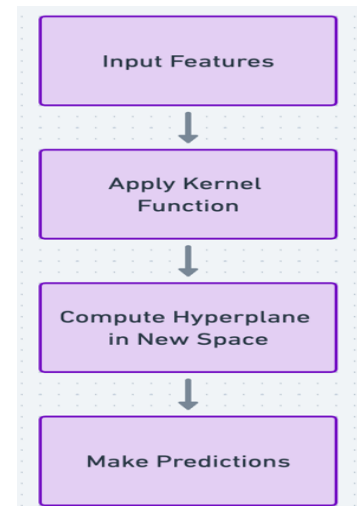 Input Features
Apply Kernel
Function
Compute Hyperplane
in New Space
Make Predictions